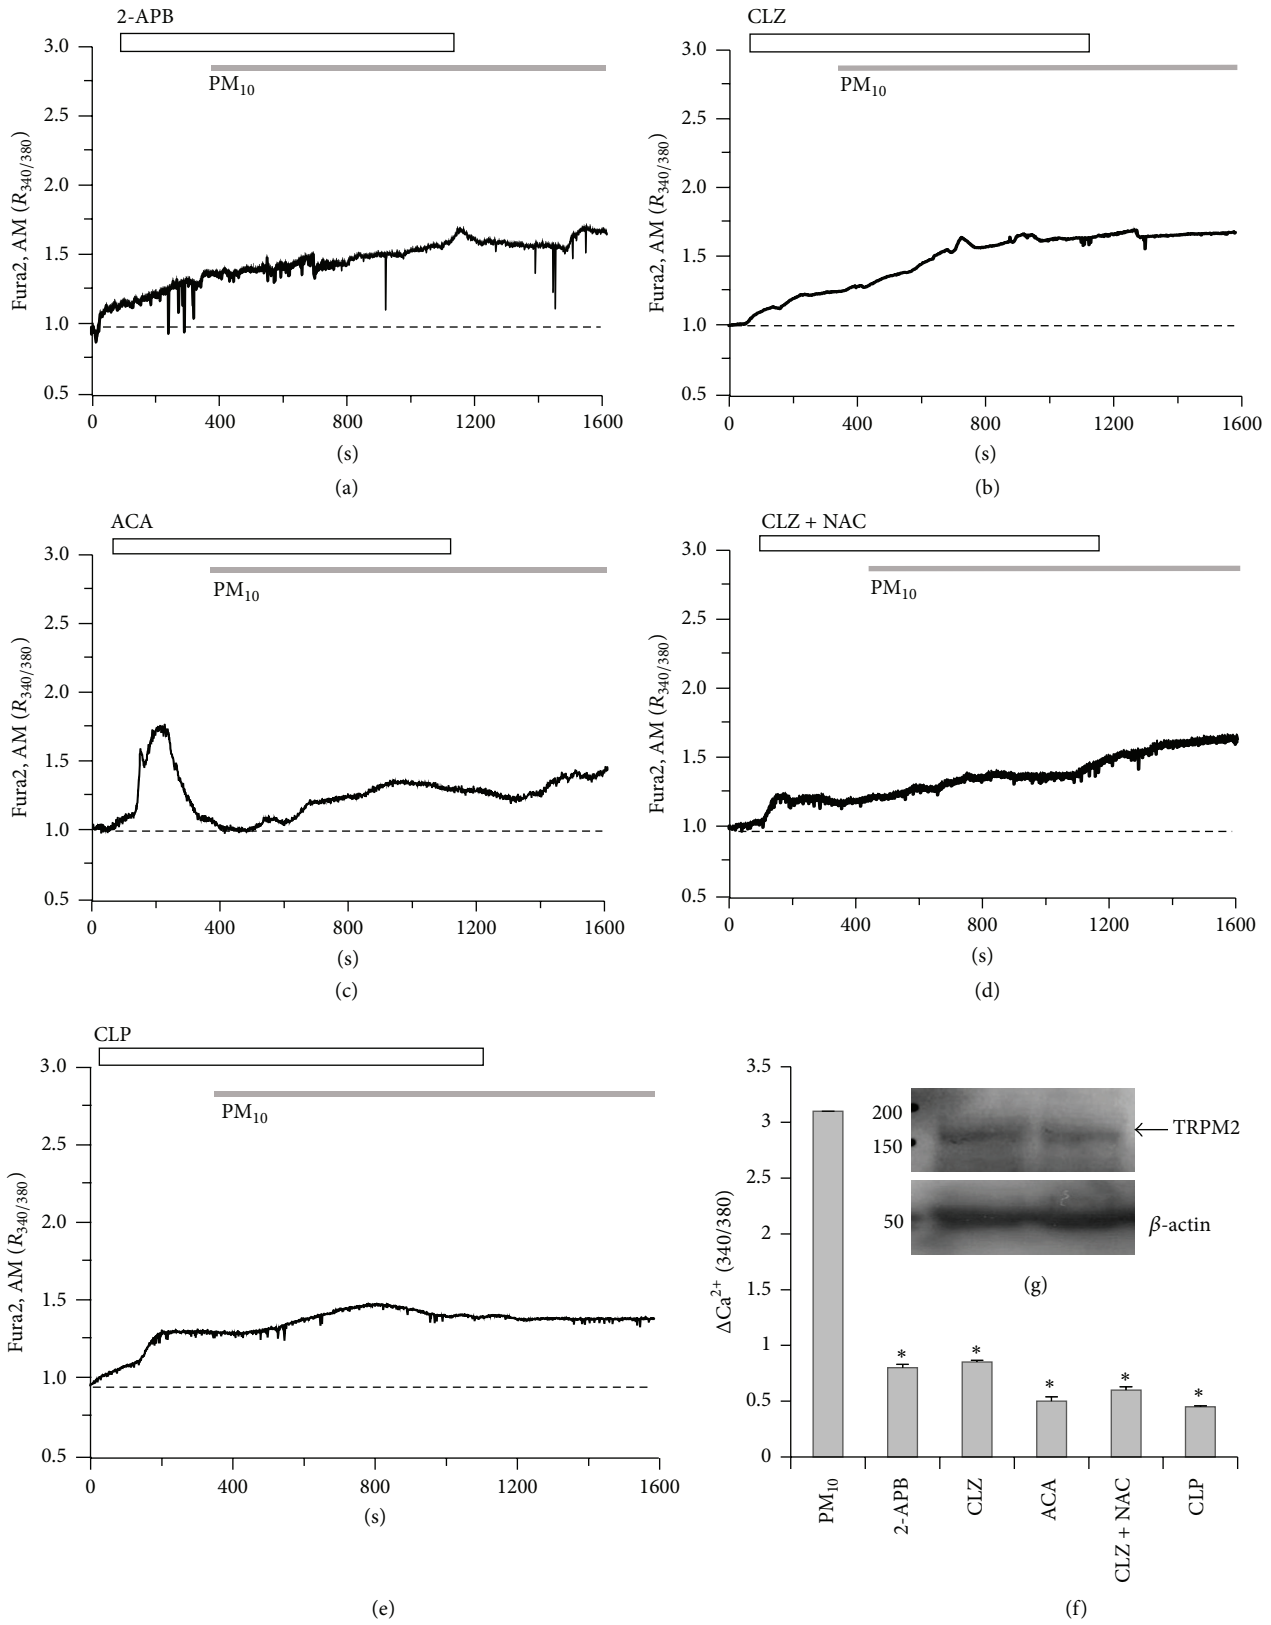 2-APB
3.0
PM10
2.5
2.0
1.5
1.0
0.5
Fura2, AM (R340/380)
0 400 800 1200 1600
(s)
(a)
CLZ
3.0
PM10
2.5
2.0
1.5
1.0
0.5
Fura2, AM (R340/380)
0 400 800 1200 1600
(s)
(b)
ACA
3.0
PM10
2.5
2.0
1.5
1.0
0.5
Fura2, AM (R340/380)
0 400 800 1200 1600
(s)
(c)
CLZ + NAC
3.0
PM10
2.5
2.0
1.5
1.0
0.5
Fura2, AM (R340/380)
0 400 800 1200 1600
(s)
(d)
CLP
3.0
PM10
2.5
2.0
1.5
1.0
0.5
Fura2, AM (R340/380)
0 400 800 1200 1600
(s)
(e)
3.5
3
2.5
2
1.5
1
0.5
0
ΔCa2+ (340/380)
* * * * *
PM10
2-APB
CLZ
ACA
CLZ + NAC
CLP
(f)
200
150
TRPM2
50
β-actin
(g)